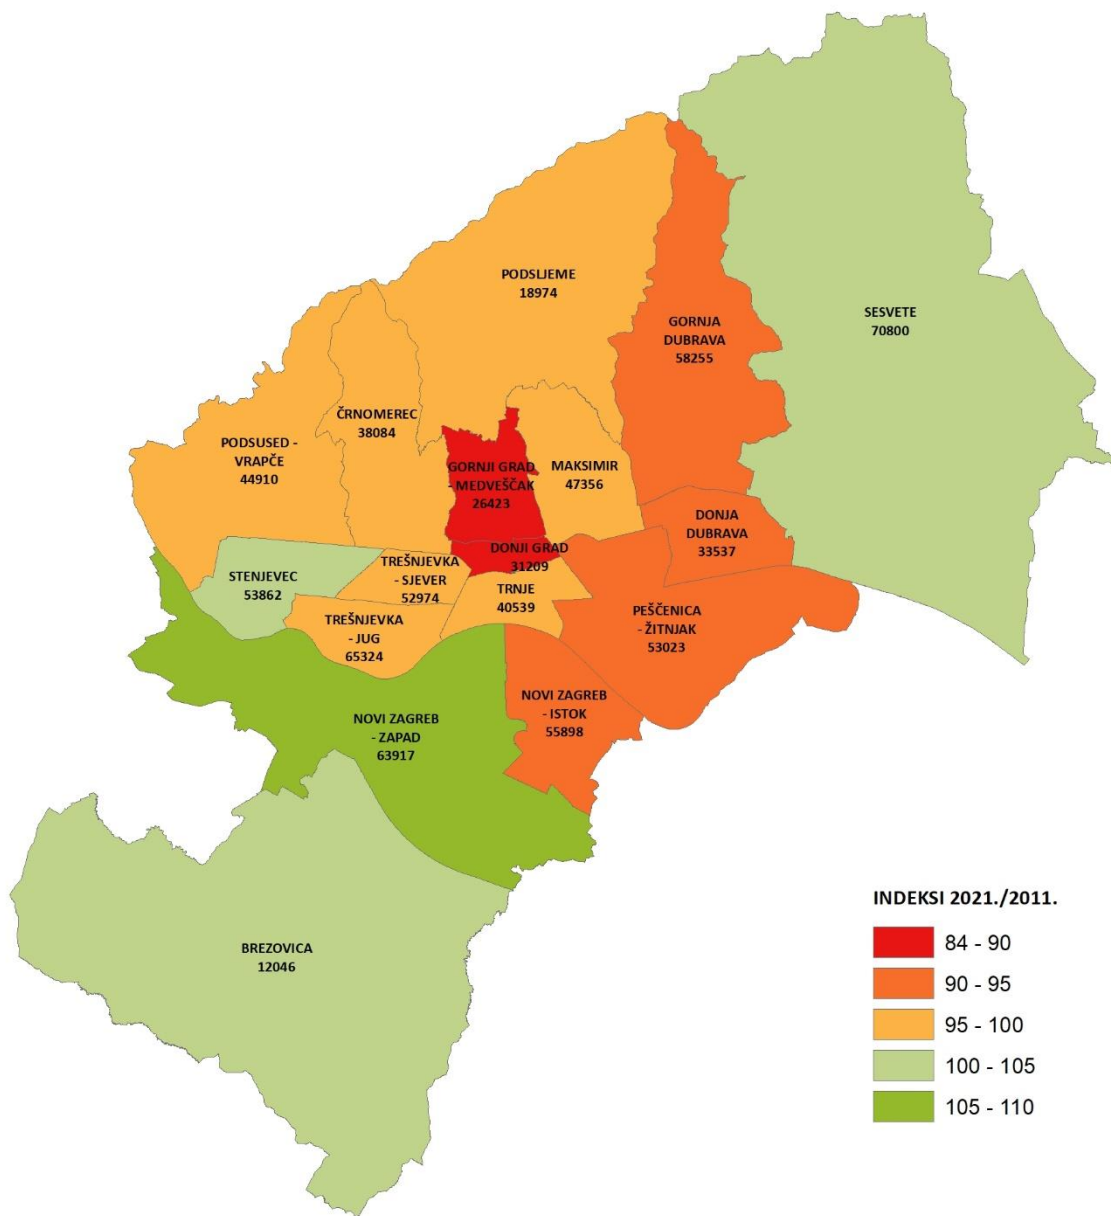 PODSLJEME
18974
GORNJA
DUBRAVA
58255
SESVETE
70800
ČRNOMEREC
38084
PODSUSED -
VRAPČE
44910
GORNJI GRAD
- MEDVEŠČAK
26423
MAKSIMIR
47356
DONJA
DUBRAVA
33537
DONJI GRAD
31209
STENJEVEC
53862
TREŠNJEVKA
- SJEVER
52974
TRNJE
40539
TREŠNJEVKA
- JUG
65324
PEŠČENICA
- ŽITNJAK
53023
NOVI ZAGREB
- ISTOK
55898
NOVI ZAGREB
- ZAPAD
63917
BREZOVICA
12046
INDEKSI 2021./2011.
84 - 90
90 - 95
95 - 100
100 - 105
105 - 110